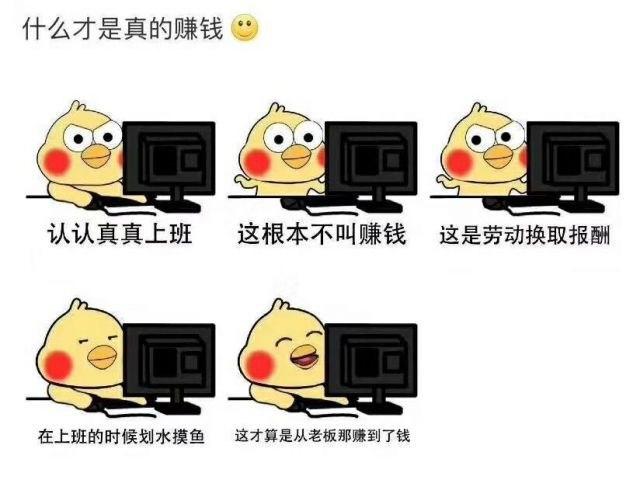 什么才是真的赚钱
认认真真上班
这根本不叫赚钱
这是劳动换取报酬
在上班的时候划水摸鱼
这才算是从老板那赚到了钱